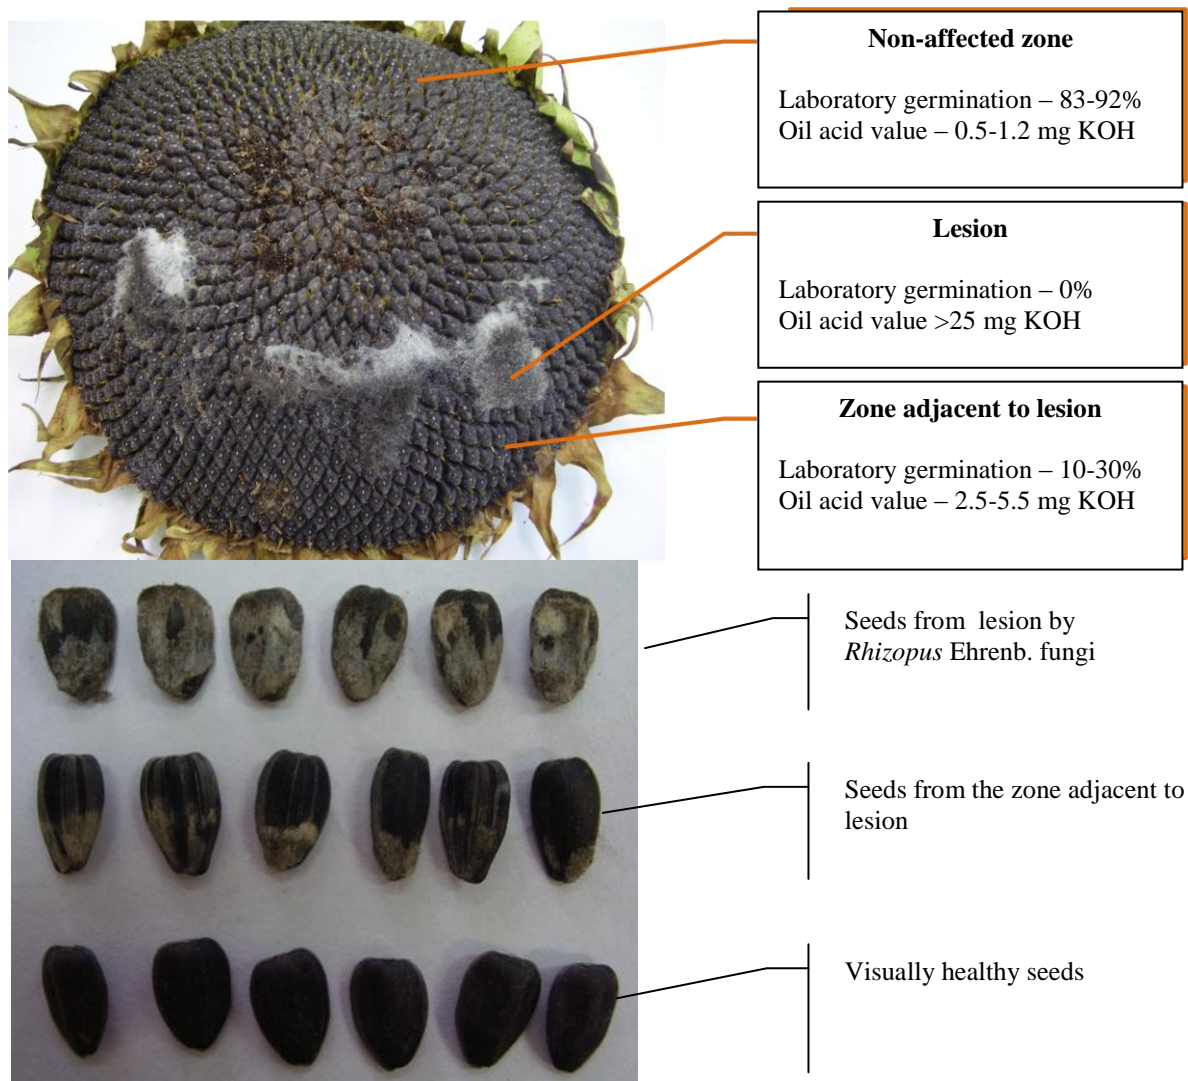 Non-affected zone
Laboratory germination – 83-92%
Oil acid value – 0.5-1.2 mg KOH
Lesion
Laboratory germination – 0%
Oil acid value >25 mg KOH
Zone adjacent to lesion
Laboratory germination – 10-30%
Oil acid value – 2.5-5.5 mg KOH
Seeds from lesion by
Rhizopus Ehrenb. fungi
Seeds from the zone adjacent to
lesion
Visually healthy seeds